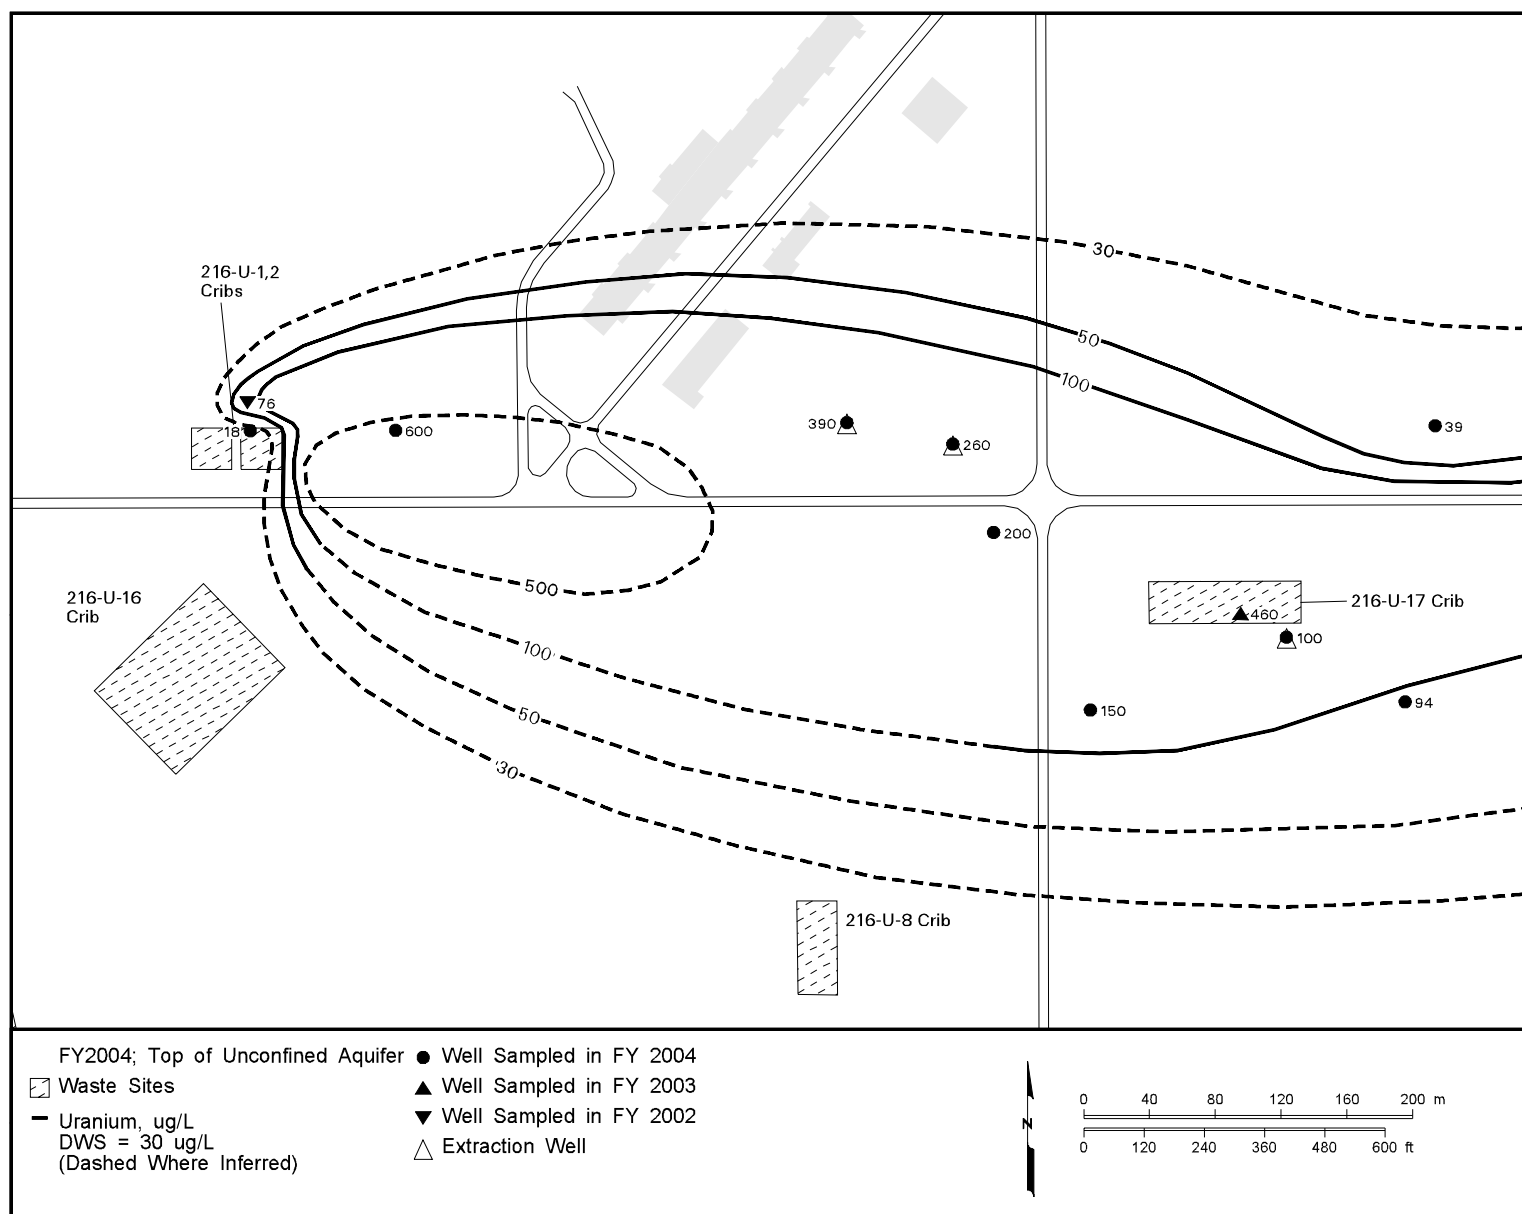 30
216-U-1,2
Cribs
50
100
76
18
600
390
260
39
200
500
216-U-16
Crib
216-U-17 Crib
460
100
100
150
94
50
30
216-U-8 Crib
FY2004; Top of Unconfined Aquifer
Waste Sites
Uranium, ug/L
DWS = 30 ug/L
(Dashed Where Inferred)
Well Sampled in FY 2004
Well Sampled in FY 2003
Well Sampled in FY 2002
Extraction Well
N
0 40 80 120 160 200 m
0 120 240 360 480 600 ft